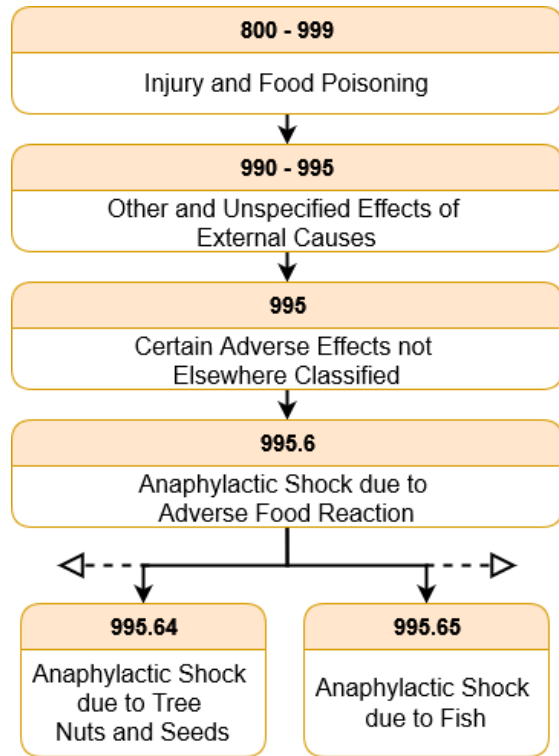 800 - 999
Injury and Food Poisoning
990 - 995
Other and Unspecified Effects of
External Causes
995
Certain Adverse Effects not
Elsewhere Classified
995.6
Anaphylactic Shock due to
Adverse Food Reaction
995.64
Anaphylactic Shock
due to Tree
Nuts and Seeds
995.65
Anaphylactic Shock
due to Fish